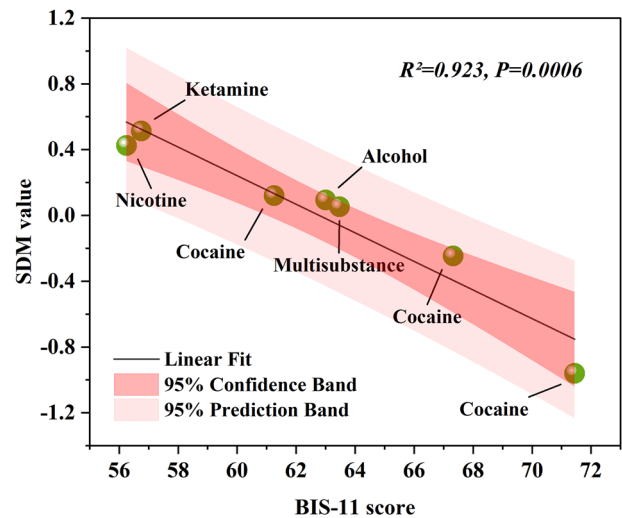 R²=0.923, P=0.0006
SDM value
1.2
0.8
0.4
0.0
-0.4
-0.8
-1.2
Ketamine
Nicotine
Alcohol
Cocaine
Multisubstance
Cocaine
Cocaine
Linear Fit
95% Confidence Band
95% Prediction Band
56 58 60 62 64 66 68 70 72
BIS-11 score